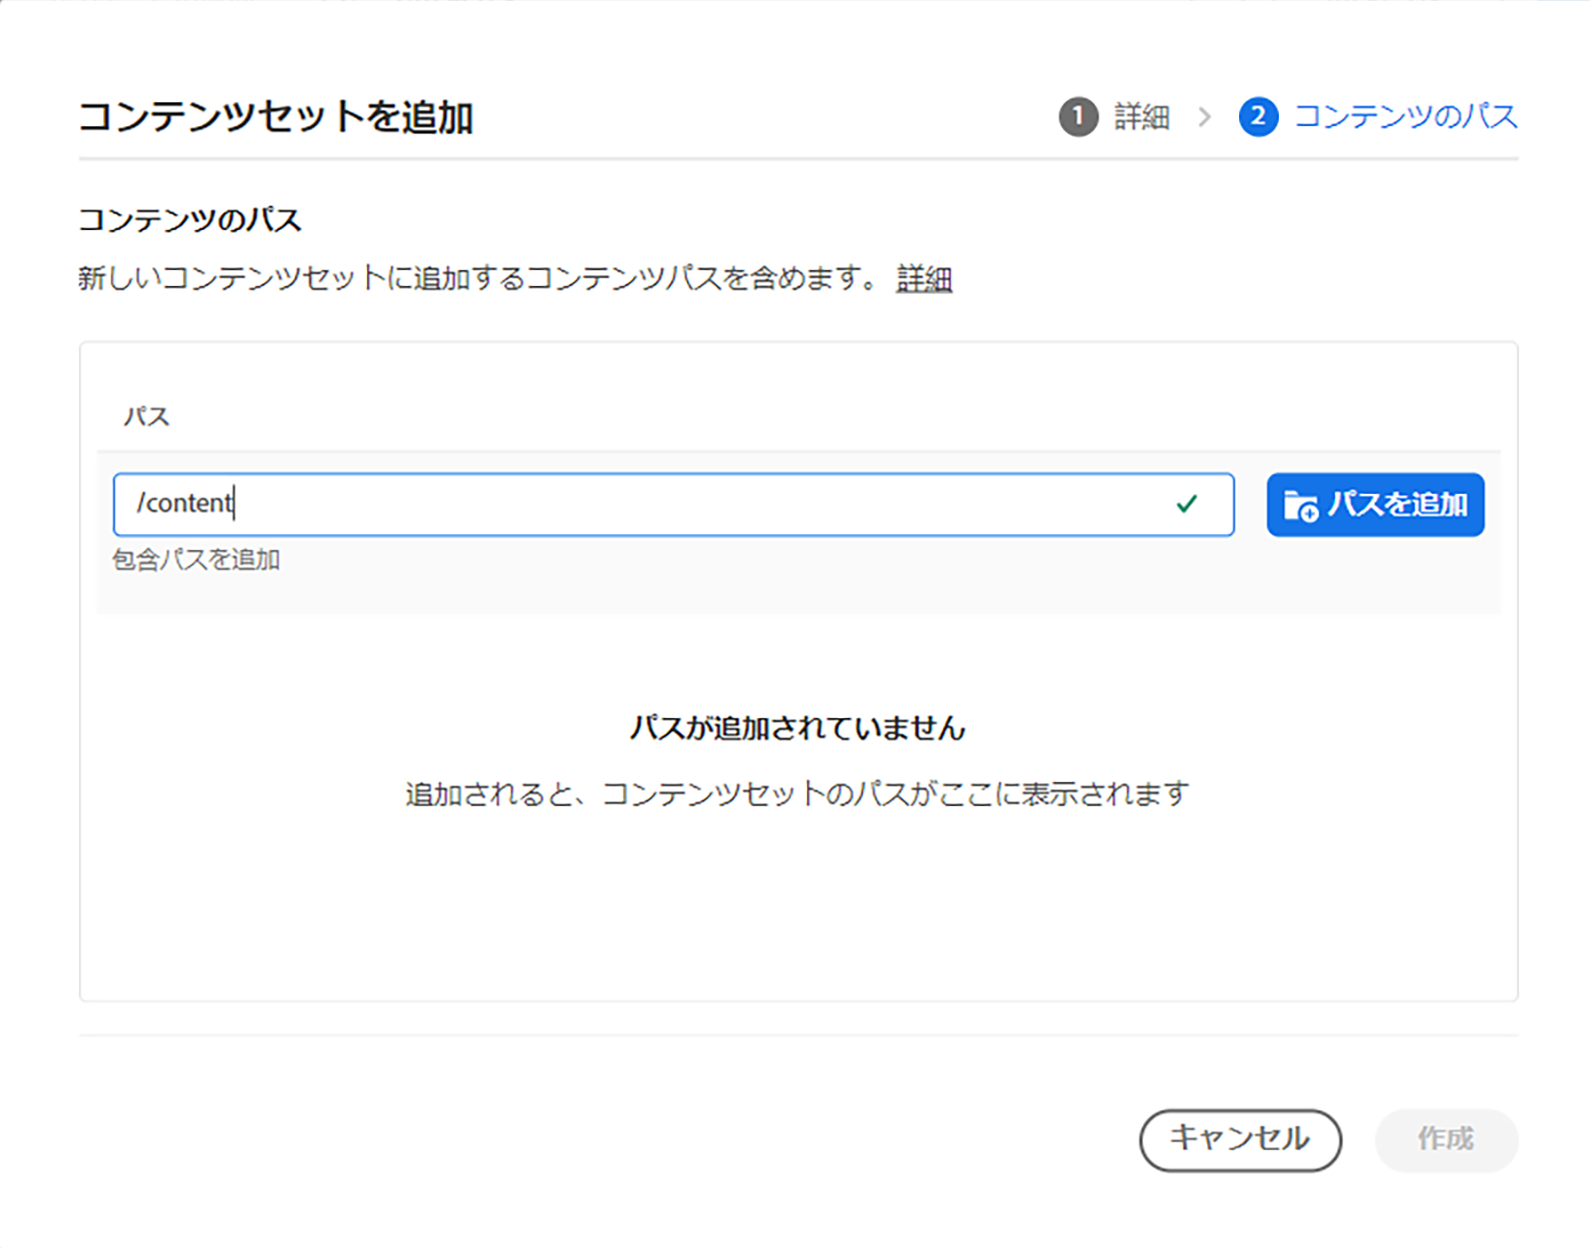 コンテンツセットを追加
1 詳細 > 2 コンテンツのパス
コンテンツのパス
新しいコンテンツセットに追加するコンテンツパスを含めます。 詳細
パス
/content
パスを追加
包含パスを追加
パスが追加されていません
追加されると、コンテンツセットのパスがここに表示されます
キャンセル
作成